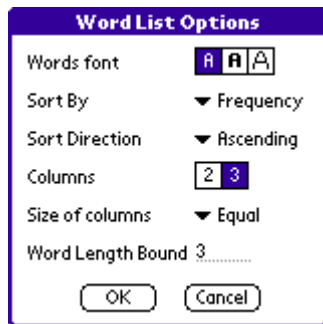 Word List Options
Words font A A A
Sort By Frequency
Sort Direction Ascending
Columns 2 3
Size of columns Equal
Word Length Bound 3
OK Cancel